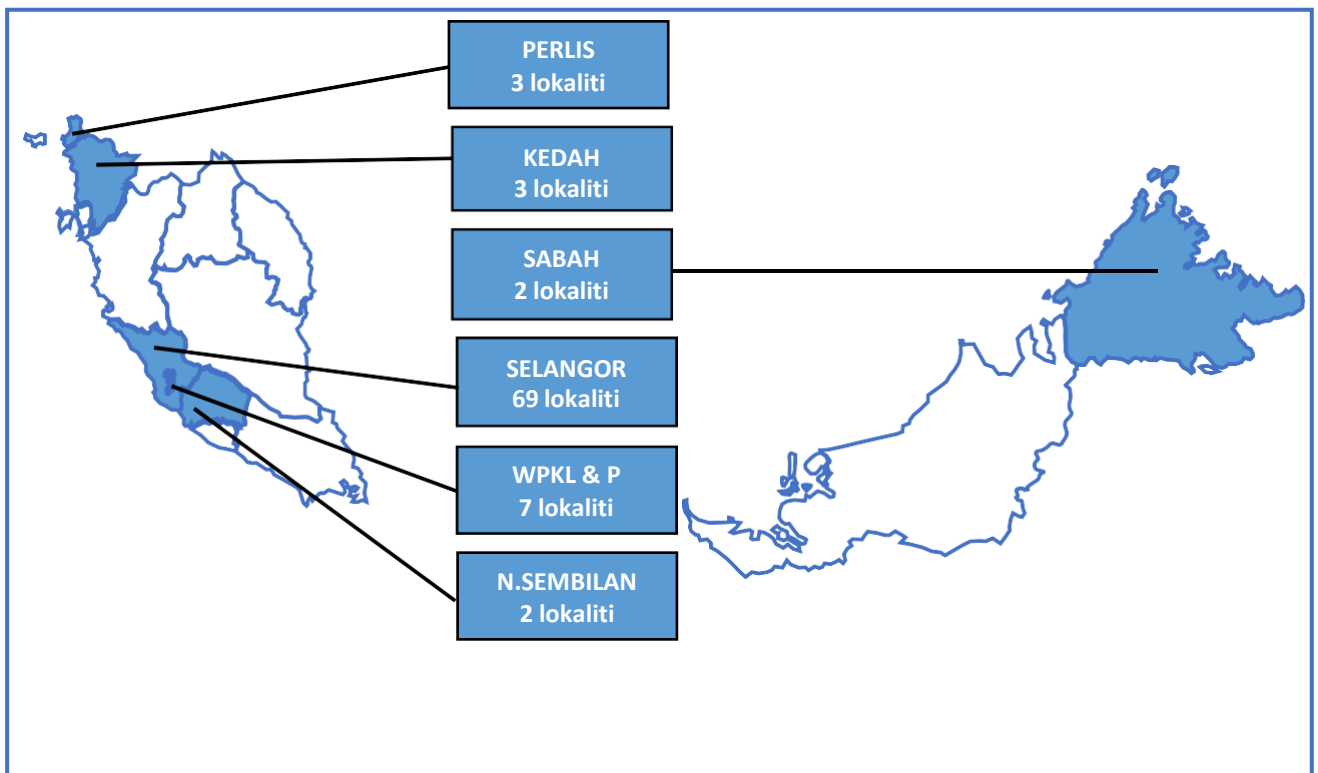 PERLIS
3 lokaliti
KEDAH
3 lokaliti
SABAH
2 lokaliti
SELANGOR
69 lokaliti
WPKL & P
7 lokaliti
N.SEMBILAN
2 lokaliti